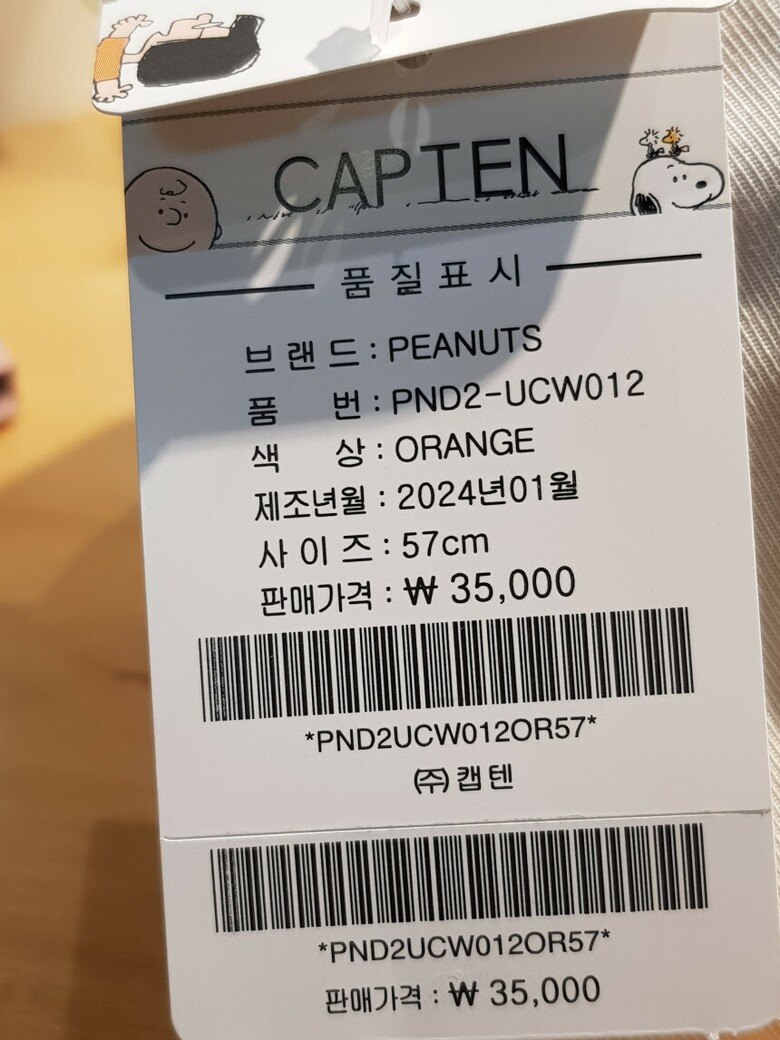 CAPTEN
품질표시
브랜드 : PEANUTS
품 번 : PND2-UCW012
색 상 : ORANGE
제조년월 : 2024년01월
사이즈 : 57cm
판매가격 : ₩ 35,000
*PND2UCW012OR57*
㈜캡텐
*PND2UCW012OR57*
판매가격 : ₩ 35,000